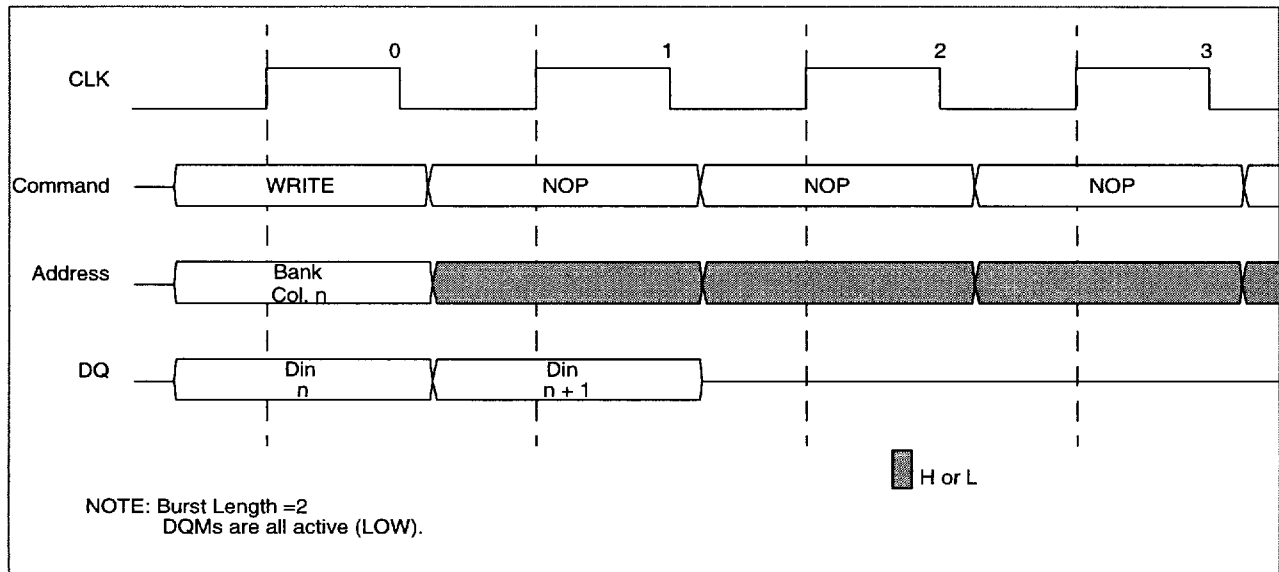 0 1 2 3
CLK
Command WRITE NOP NOP NOP
Address Bank
Col. n
DQ Din Din
n n + 1
H or L
NOTE: Burst Length =2
DQMs are all active (LOW).